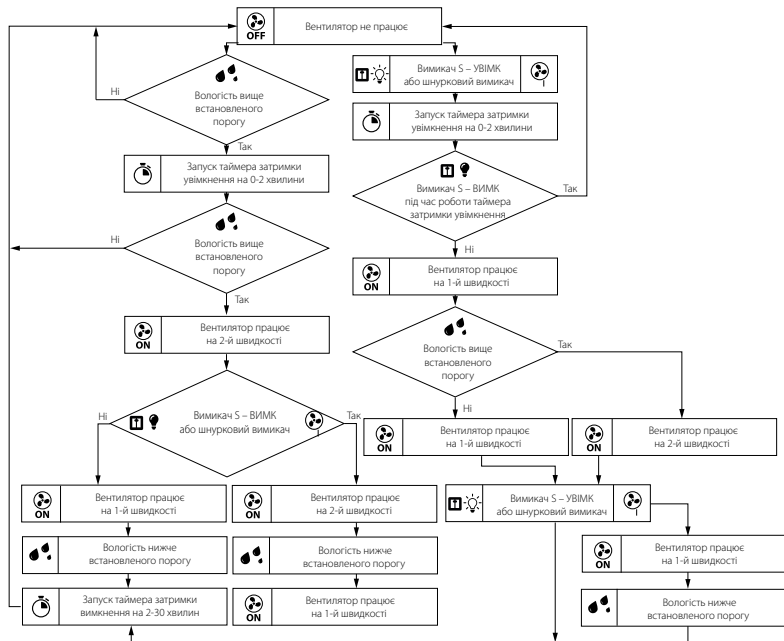 OFF
Вентилятор не працює
Вологість вище
встановленого
порогу
Ні
Так
Запуск таймера затримки
увімкнення на 0-2 хвилини
Вологість вище
встановленого
порогу
Ні
Так
ON
Вентилятор працює
на 2-й швидкості
Вимикач S – ВИМК
або шнурковий вимикач
Ні
Так
ON
Вентилятор працює
на 1-й швидкості
Вологість нижче
встановленого порогу
Запуск таймера затримки
вимкнення на 2-30 хвилин
ON
Вентилятор працює
на 2-й швидкості
Вологість нижче
встановленого порогу
ON
Вентилятор працює
на 1-й швидкості
Вимикач S – УВІМК
або шнурковий вимикач
Запуск таймера затримки
увімкнення на 0-2 хвилини
Вимикач S – ВИМК
під час роботи таймера
затримки увімкнення
Так
Ні
ON
Вентилятор працює
на 1-й швидкості
Вологість вище
встановленого
порогу
Так
Ні
ON
Вентилятор працює
на 1-й швидкості
ON
Вентилятор працює
на 2-й швидкості
Вимикач S – УВІМК
або шнурковий вимикач
ON
Вентилятор працює
на 1-й швидкості
Вологість нижче
встановленого порогу